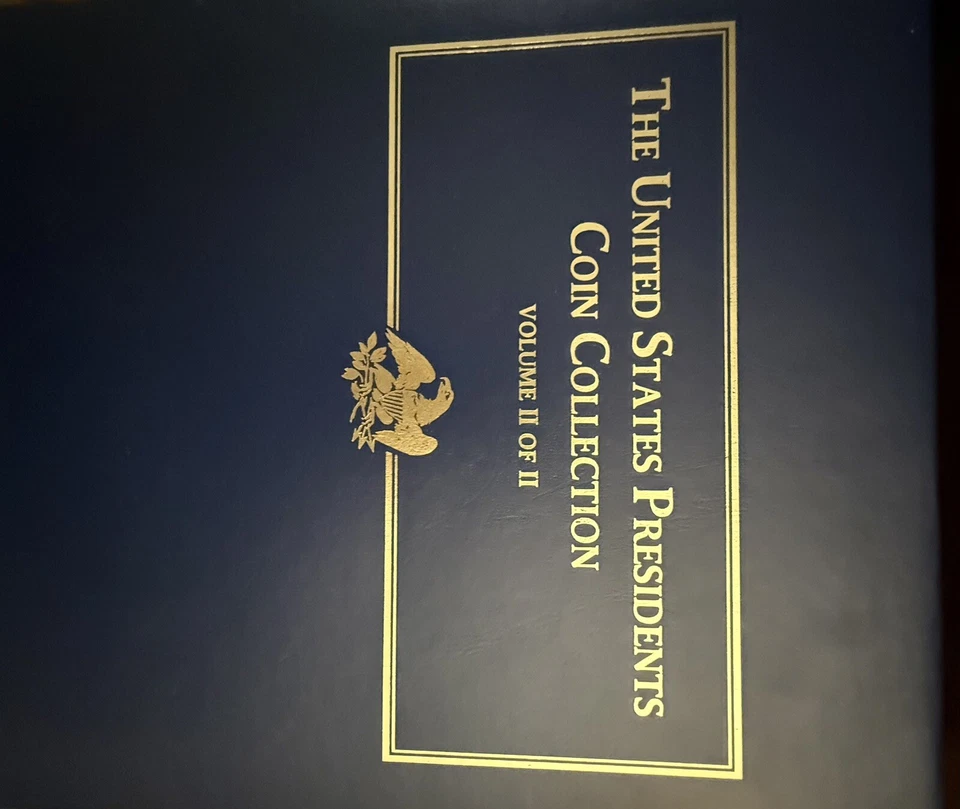 THE UNITED STATES PRESIDENTS
COIN COLLECTION
VOLUME II OF II